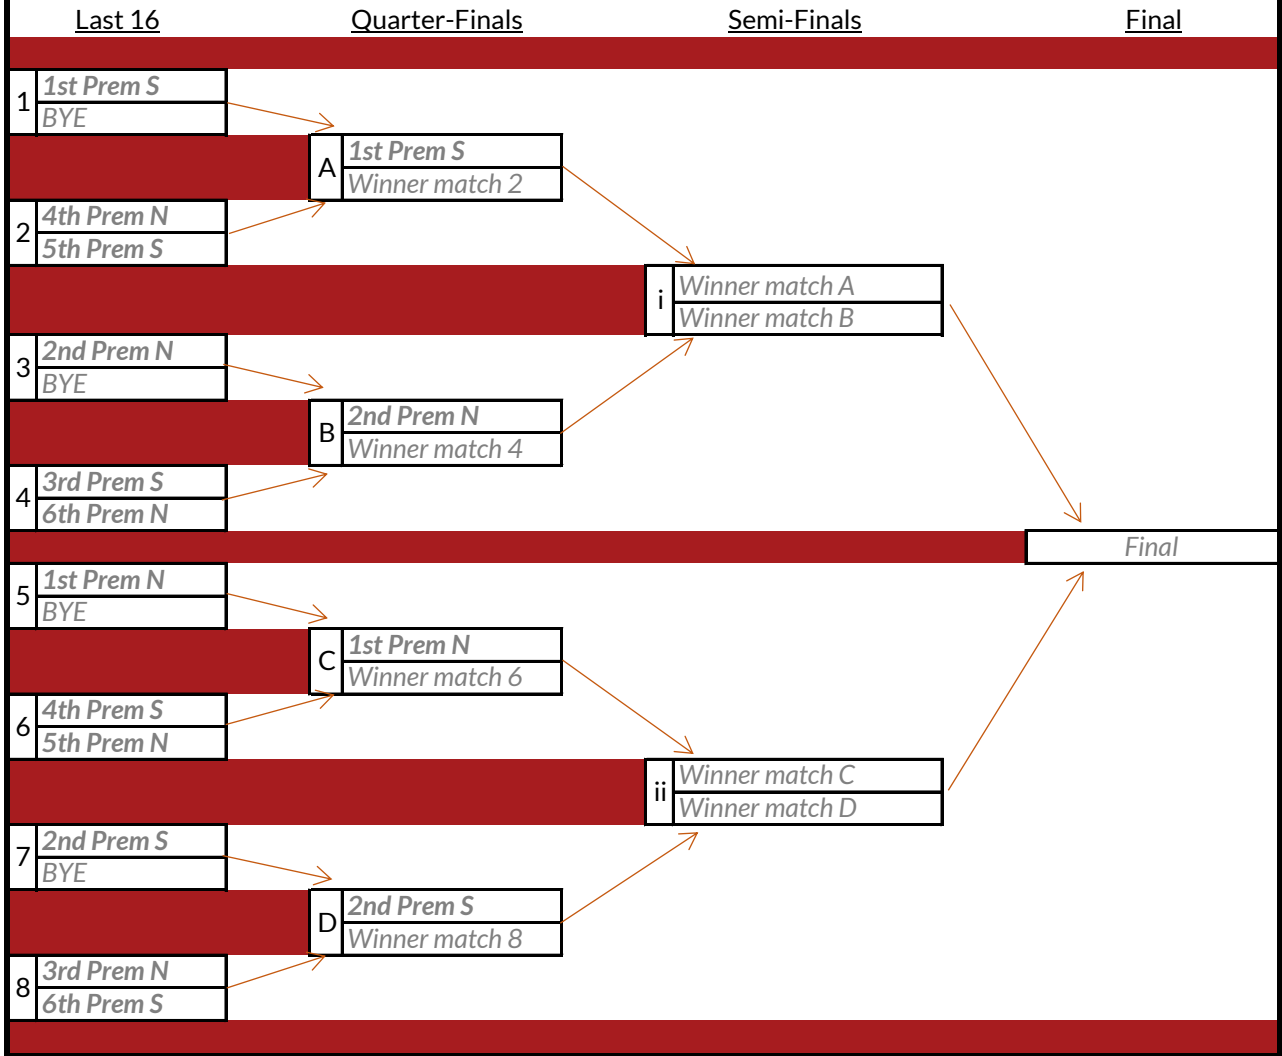 Last 16
Quarter-Finals
Semi-Finals
Final
1
1st Prem S
BYE
A
1st Prem S
Winner match 2
2
4th Prem N
5th Prem S
i
Winner match A
Winner match B
3
2nd Prem N
BYE
B
2nd Prem N
Winner match 4
4
3rd Prem S
6th Prem N
Final
5
1st Prem N
BYE
C
1st Prem N
Winner match 6
6
4th Prem S
5th Prem N
ii
Winner match C
Winner match D
7
2nd Prem S
BYE
D
2nd Prem S
Winner match 8
8
3rd Prem N
6th Prem S